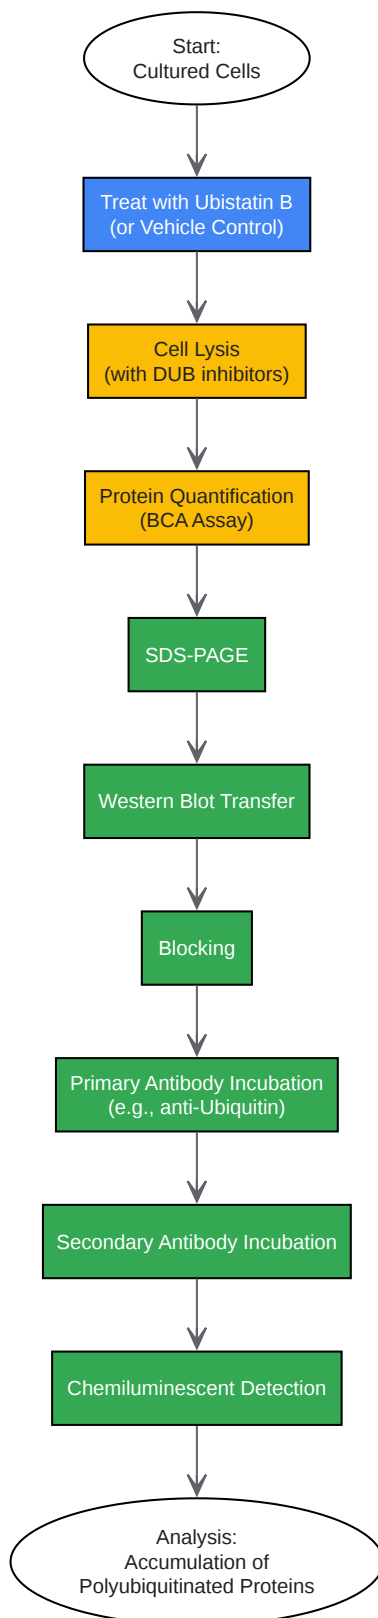 Start:
Cultured Cells
Treat with Ubistatin B
(or Vehicle Control)
Cell Lysis
(with DUB inhibitors)
Protein Quantification
(BCA Assay)
SDS-PAGE
Western Blot Transfer
Blocking
Primary Antibody Incubation
(e.g., anti-Ubiquitin)
Secondary Antibody Incubation
Chemiluminescent Detection
Analysis:
Accumulation of
Polyubiquitinated Proteins